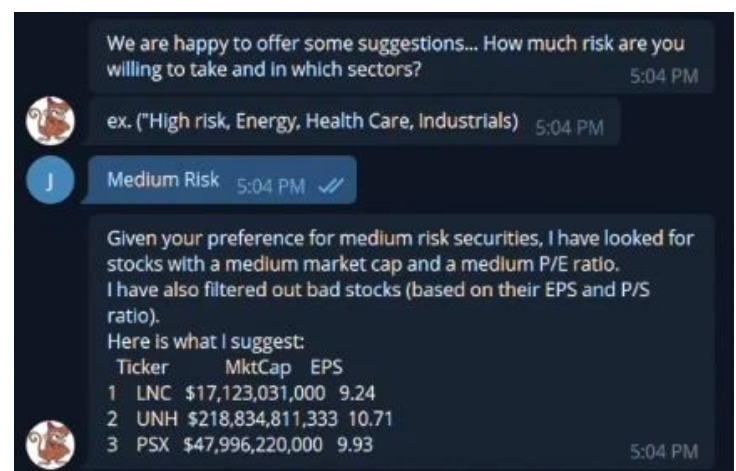 We are happy to offer some suggestions... How much risk are you
willing to take and in which sectors?
5:04 PM
ex. ("High risk, Energy, Health Care, Industrials) 5:04 PM
J
Medium Risk 5:04 PM
Given your preference for medium risk securities, I have looked for
stocks with a medium market cap and a medium P/E ratio.
I have also filtered out bad stocks (based on their EPS and P/S
ratio).
Here is what I suggest:
Ticker MktCap EPS
1 LNC $17,123,031,000 9.24
2 UNH $218,834,811,333 10.71
3 PSX $47,996,220,000 9.93
5:04 PM